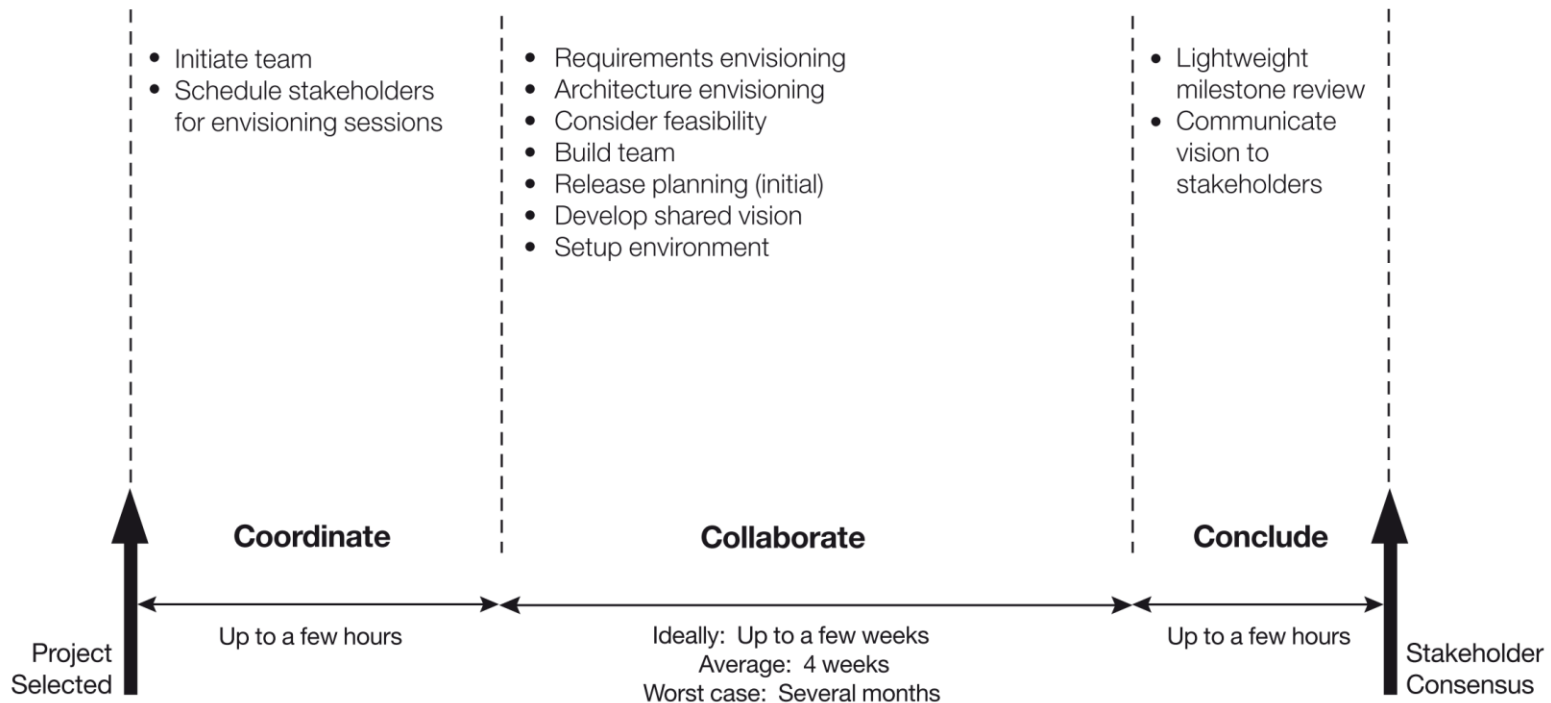 • Initiate team
• Schedule stakeholders
for envisioning sessions
• Requirements envisioning
• Architecture envisioning
• Consider feasibility
• Build team
• Release planning (initial)
• Develop shared vision
• Setup environment
• Lightweight
milestone review
• Communicate
vision to
stakeholders
Coordinate
Collaborate
Conclude
Project
Selected
Up to a few hours
Ideally: Up to a few weeks
Average: 4 weeks
Worst case: Several months
Up to a few hours
Stakeholder
Consensus